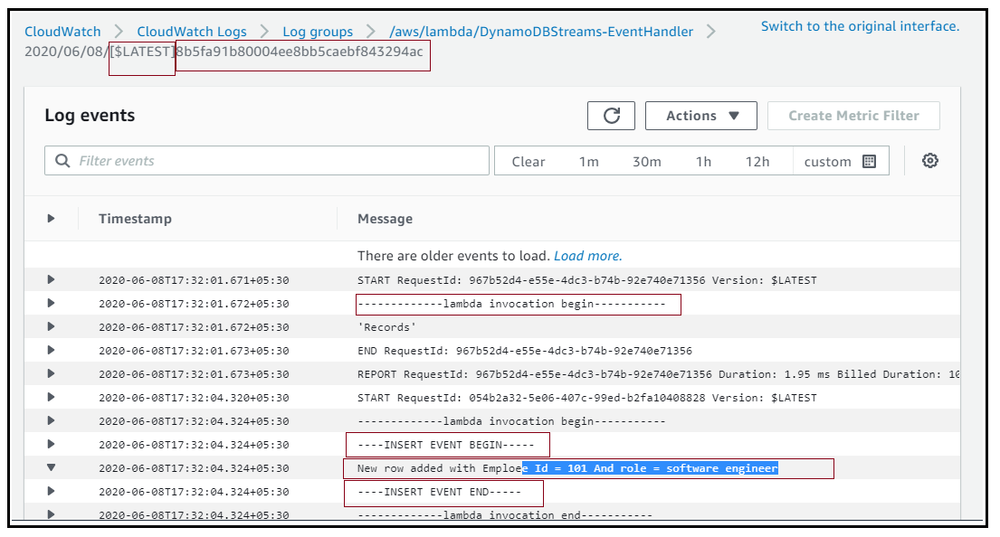 CloudWatch > CloudWatch Logs > Log groups > /aws/lambda/DynamoDBStreams-EventHandler >
Switch to the original interface.
2020/06/08/[$LATEST]8b5fa91b80004ee8bb5caebf843294ac
Log events
Actions
Create Metric Filter
Filter events
Clear 1m 30m 1h 12h custom
Timestamp Message
There are older events to load. Load more.
2020-06-08T17:32:01.671+05:30 START RequestId: 967b52d4-e55e-4dc3-b74b-92e740e71356 Version: $LATEST
2020-06-08T17:32:01.672+05:30 -------------lambda invocation begin-----------
2020-06-08T17:32:01.672+05:30 'Records'
2020-06-08T17:32:01.673+05:30 END RequestId: 967b52d4-e55e-4dc3-b74b-92e740e71356
2020-06-08T17:32:01.673+05:30 REPORT RequestId: 967b52d4-e55e-4dc3-b74b-92e740e71356 Duration: 1.95 ms Billed Duration: 10
2020-06-08T17:32:04.320+05:30 START RequestId: 054b2a32-5e06-407c-99ed-b2fa10408828 Version: $LATEST
2020-06-08T17:32:04.324+05:30 -------------lambda invocation begin-----------
2020-06-08T17:32:04.324+05:30 ----INSERT EVENT BEGIN-----
2020-06-08T17:32:04.324+05:30 New row added with Emploee Id = 101 And role = software engineer
2020-06-08T17:32:04.324+05:30 ----INSERT EVENT END-----
2020-06-08T17:32:04.324+05:30 -------------lambda invocation end-----------